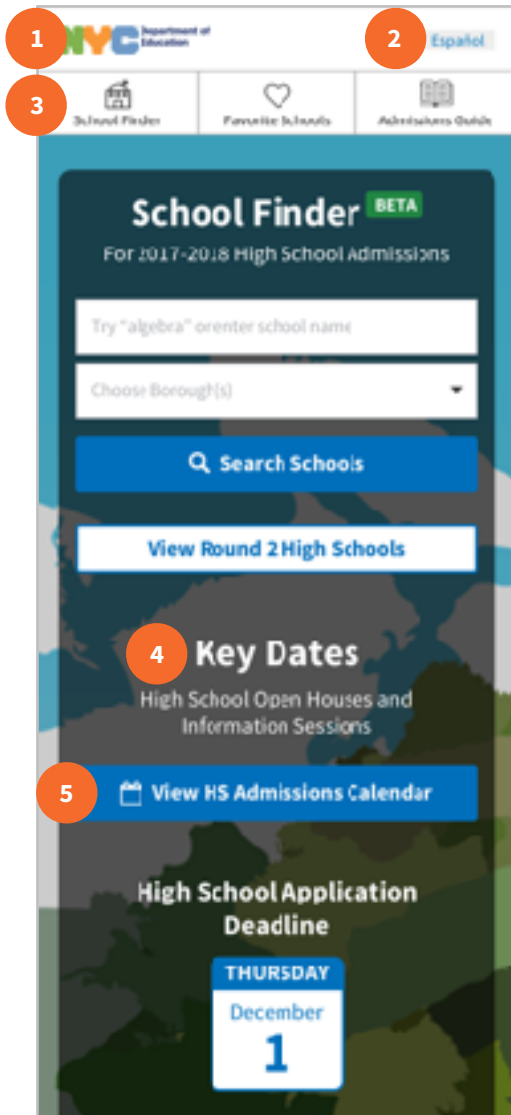 1
NYC Department of
Education
2
Español
3
School Finder
Favorite Schools
Admissions Guide
School Finder BETA
For 2017-2018 High School Admissions
Try "algebra" orenter school name
Choose Borough(s)
Search Schools
View Round 2 High Schools
4
Key Dates
High School Open Houses and
Information Sessions
5
View HS Admissions Calendar
High School Application
Deadline
THURSDAY
December
1